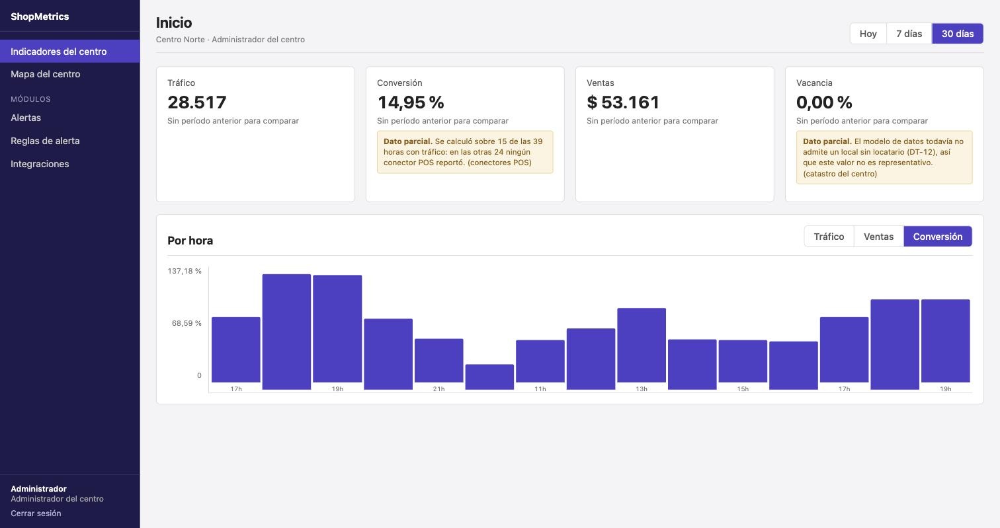 ShopMetrics
Indicadores del centro
Mapa del centro
MÓDULOS
Alertas
Reglas de alerta
Integraciones
Administrador
Administrador del centro
Cerrar sesión
Inicio
Centro Norte · Administrador del centro
Hoy
7 días
30 días
Tráfico
28.517
Sin período anterior para comparar
Conversión
14,95 %
Sin período anterior para comparar
Dato parcial. Se calculó sobre 15 de las 39
horas con tráfico: en las otras 24 ningún
conector POS reportó. (conectores POS)
Ventas
$ 53.161
Sin período anterior para comparar
Vacancia
0,00 %
Sin período anterior para comparar
Dato parcial. El modelo de datos todavía no
admite un local sin locatario (DT-12), así
que este valor no es representativo.
(catastro del centro)
Por hora
Tráfico
Ventas
Conversión
137,18 %
68,59 %
0
17h
19h
21h
11h
13h
15h
17h
19h